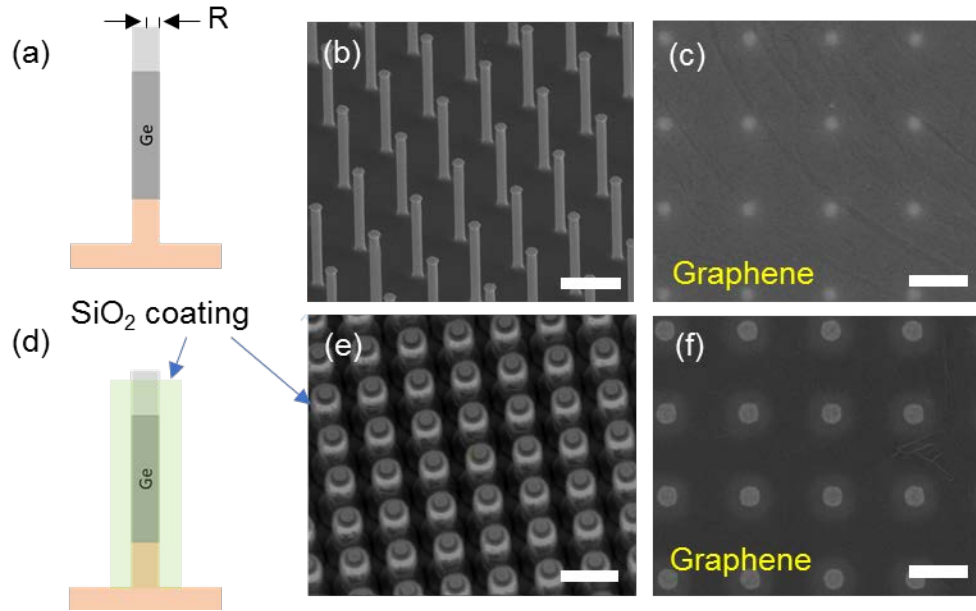 (a)
R
Ge
(b)
(c)
Graphene
SiO₂ coating
(d)
Ge
(e)
(f)
Graphene